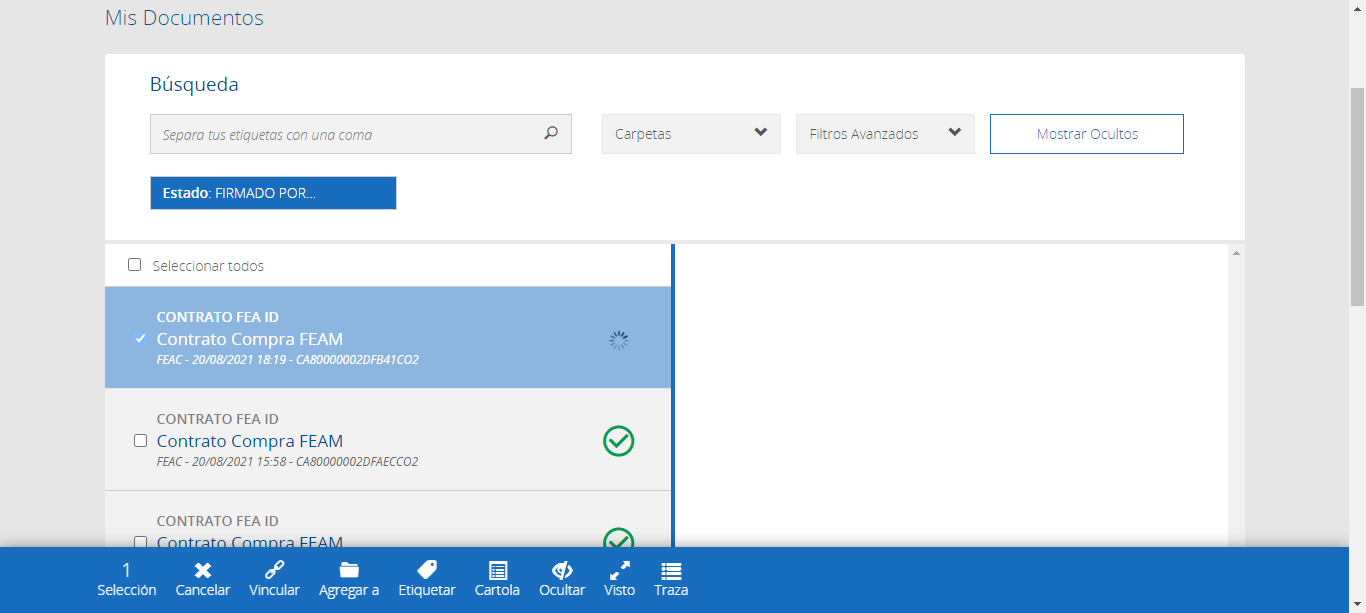 Mis Documentos
Búsqueda
Separa tus etiquetas con una coma
Carpetas
Filtros Avanzados
Mostrar Ocultos
Estado: FIRMADO POR...
Seleccionar todos
CONTRATO FEA ID
Contrato Compra FEAM
FEAC - 20/08/2021 18:19 - CA80000002DFB41CO2
CONTRATO FEA ID
Contrato Compra FEAM
FEAC - 20/08/2021 15:58 - CA80000002DFAECCO2
CONTRATO FEA ID
Contrato Compra FEAM
1
Selección
Cancelar
Vincular
Agregar a
Etiquetar
Cartola
Ocultar
Visto
Traza